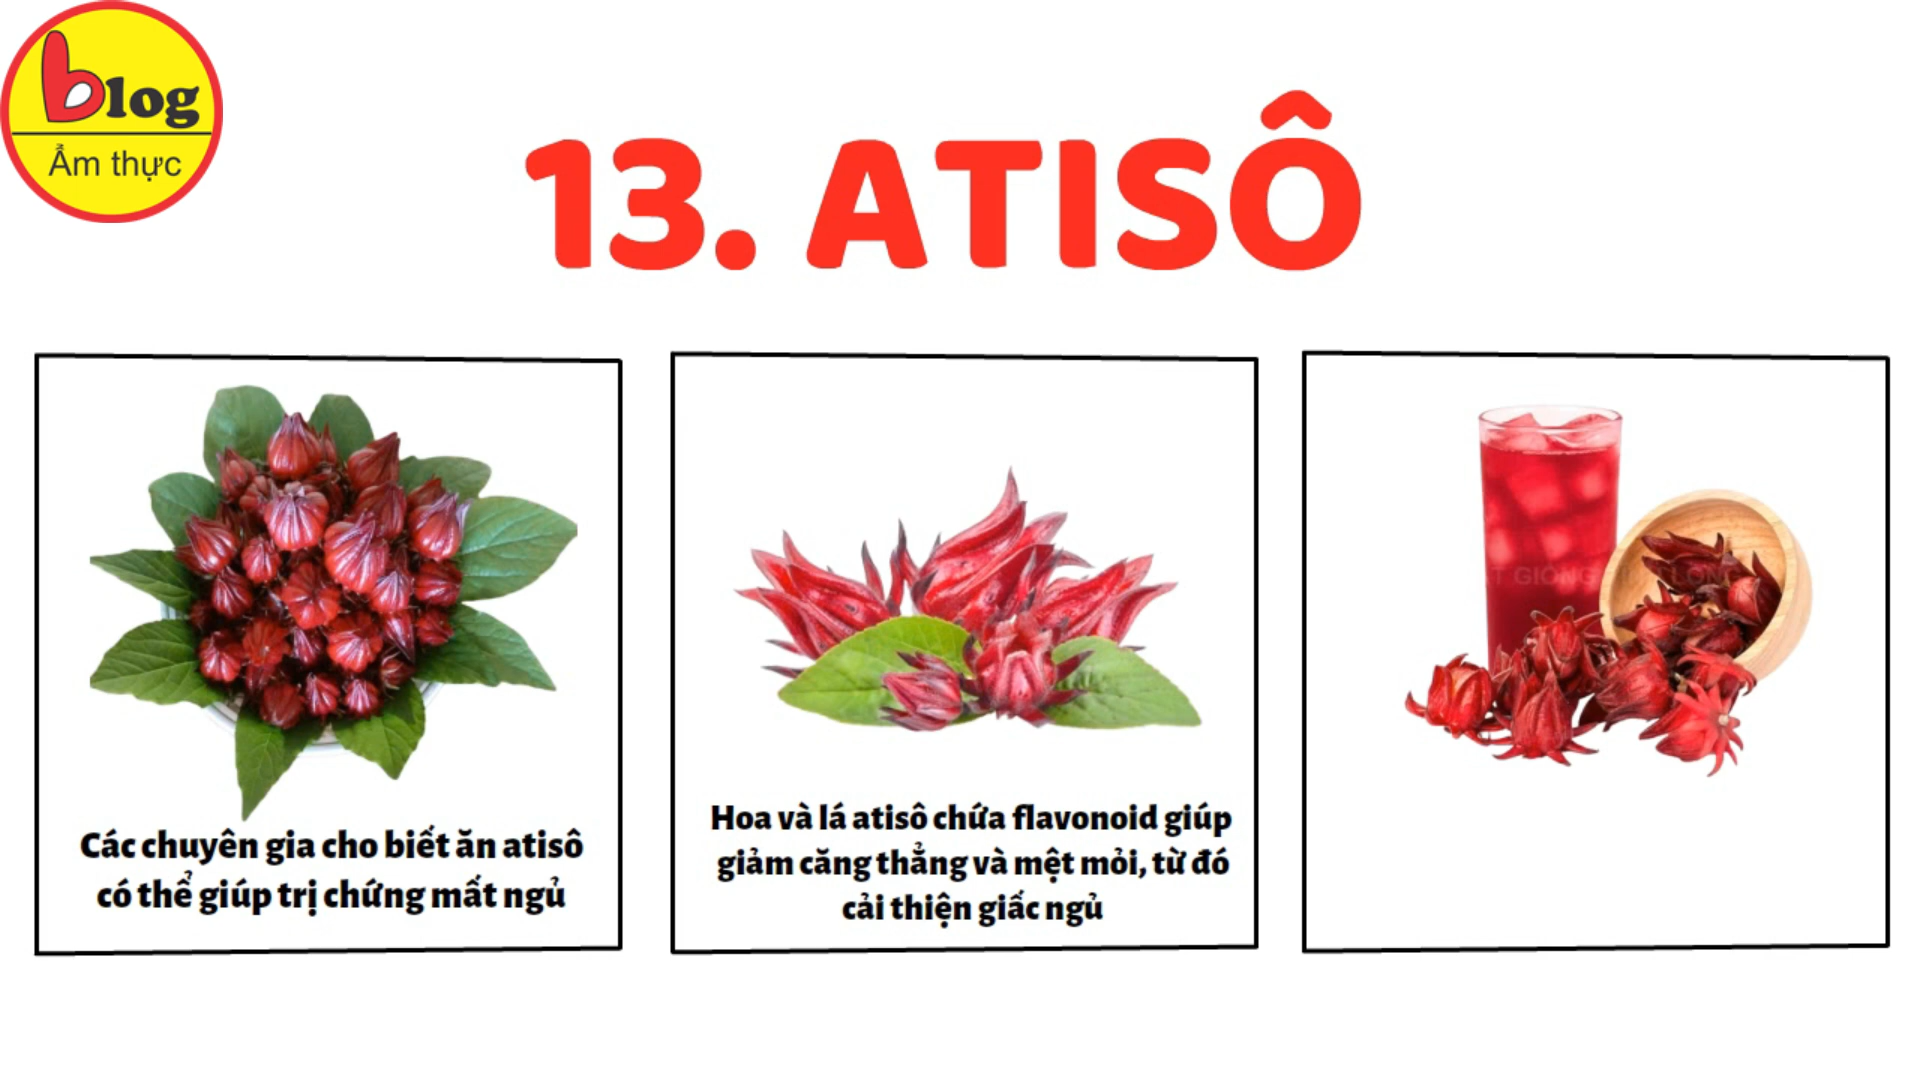 blog
Ẩm thực
13. ATISÔ
Các chuyên gia cho biết ăn atisô
có thể giúp trị chứng mất ngủ
Hoa và lá atisô chứa flavonoid giúp
giảm căng thẳng và mệt mỏi, từ đó
cải thiện giấc ngủ